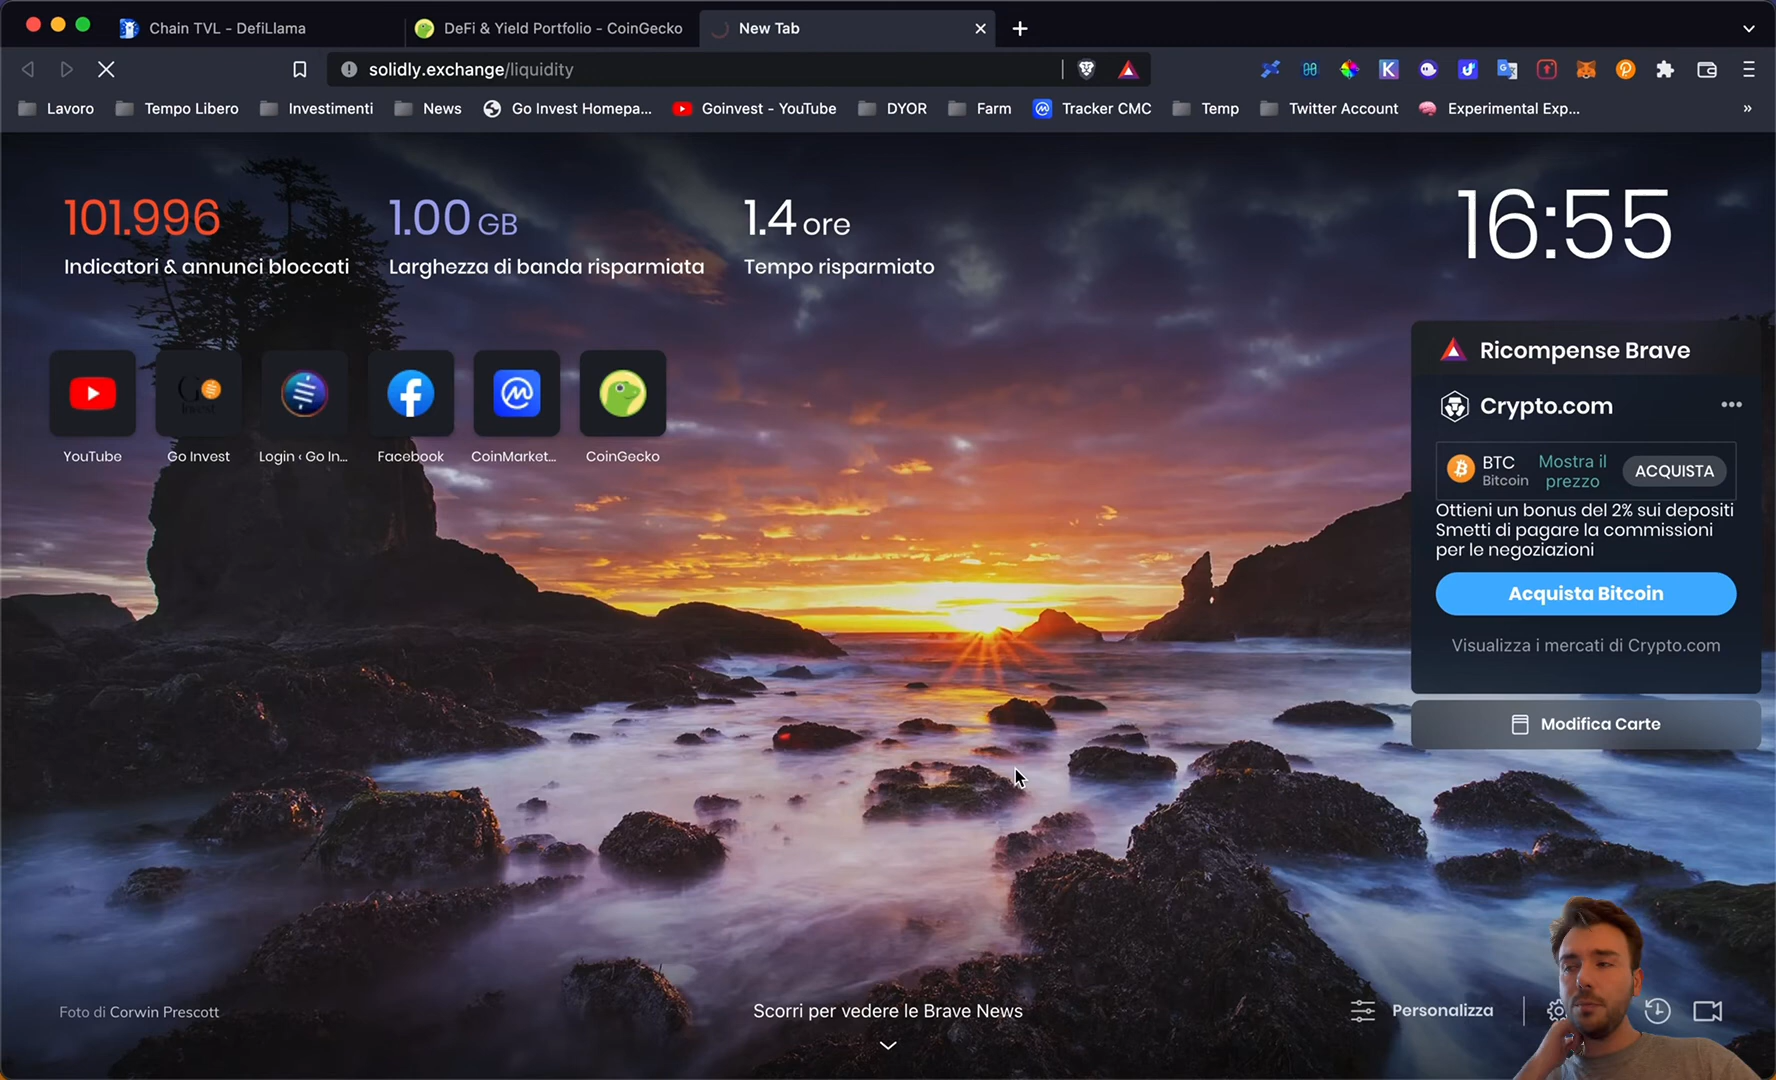 Chain TVL - DefiLlama
DeFi & Yield Portfolio - CoinGecko
New Tab
solidly.exchange/liquidity
Lavoro
Tempo Libero
Investimenti
News
Go Invest Homepa...
Goinvest - YouTube
DYOR
Farm
Tracker CMC
Temp
Twitter Account
Experimental Exp...
»
101.996
Indicatori & annunci bloccati
1.00 GB
Larghezza di banda risparmiata
1.4 ore
Tempo risparmiato
16:55
YouTube
Go Invest
Login ‹ Go In...
Facebook
CoinMarket...
CoinGecko
Ricompense Brave
Crypto.com
BTC
Bitcoin
Mostra il
prezzo
ACQUISTA
Ottieni un bonus del 2% sui depositi
Smetti di pagare la commissioni
per le negoziazioni
Acquista Bitcoin
Visualizza i mercati di Crypto.com
Modifica Carte
Foto di Corwin Prescott
Scorri per vedere le Brave News
Personalizza